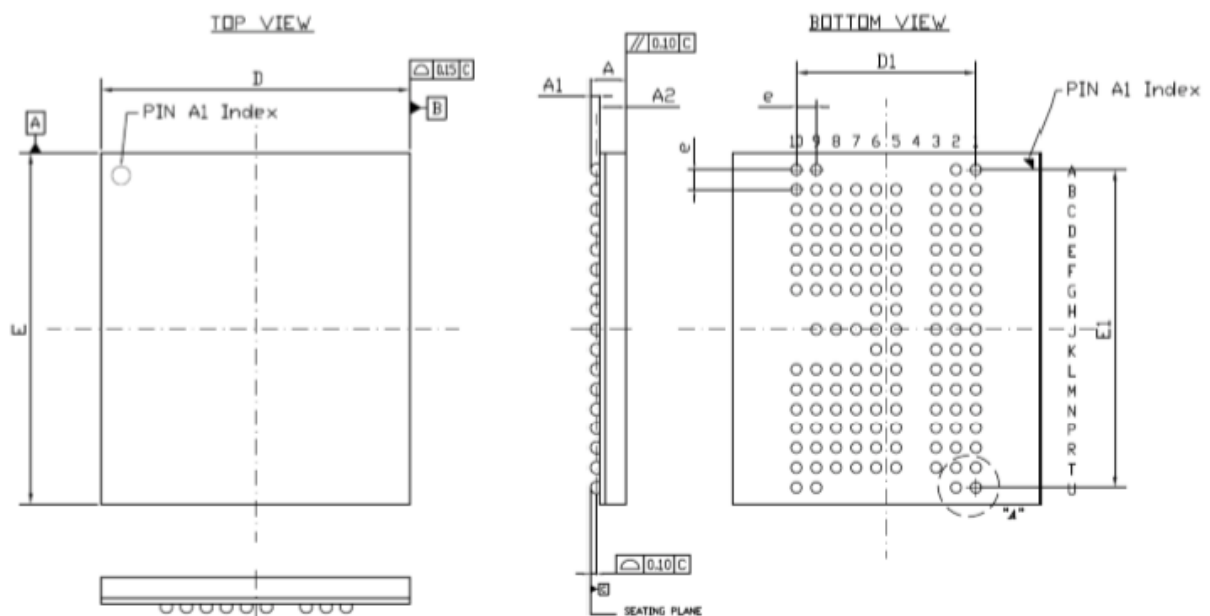 TOP VIEW
BOTTOM VIEW
// 0.10 C
D
0.15 C
A
D1
A1
A2
e
PIN A1 Index
B
PIN A1 Index
A
e
10 9 8 7 6 5 4 3 2 1
A
B
C
D
E
F
G
H
J
K
L
M
N
P
R
T
U
E
E1
"A"
0.10 C
C
SEATING PLANE